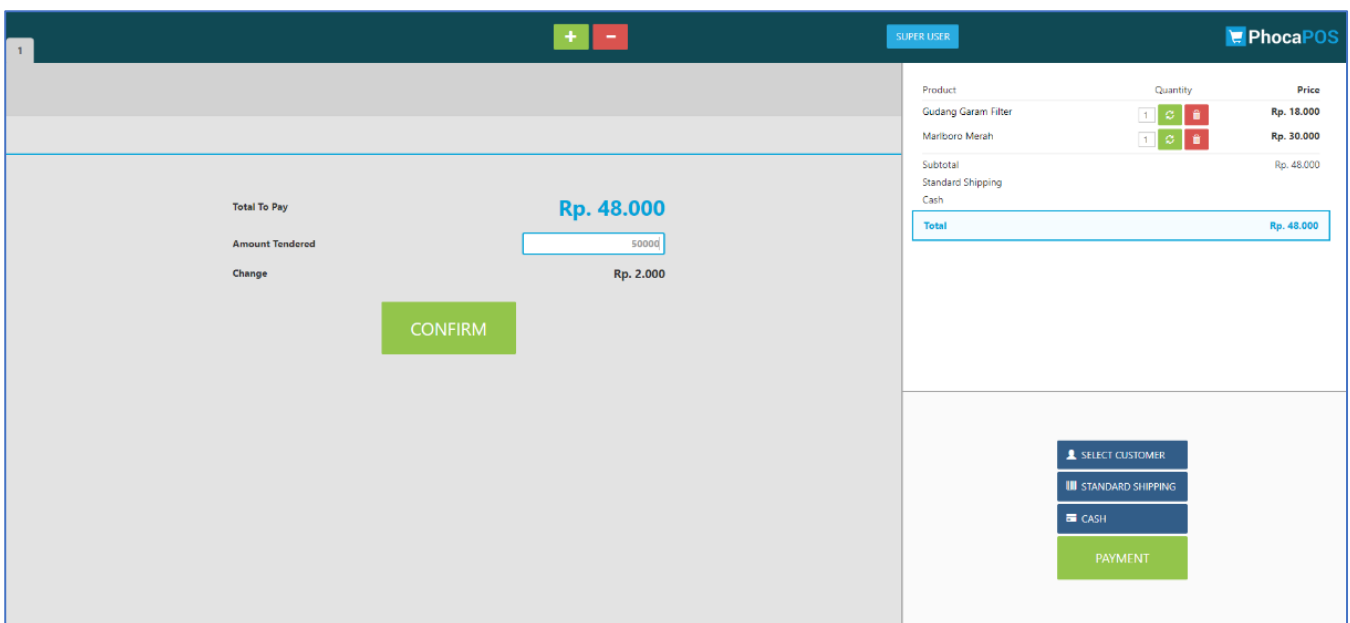 1
+ -
SUPER USER
PhocaPOS
Total To Pay Rp. 48.000
Amount Tendered 50000
Change Rp. 2.000
CONFIRM
Product Quantity Price
Gudang Garam Filter 1 Rp. 18.000
Marlboro Merah 1 Rp. 30.000
Subtotal Rp. 48.000
Standard Shipping
Cash
Total Rp. 48.000
SELECT CUSTOMER
STANDARD SHIPPING
CASH
PAYMENT